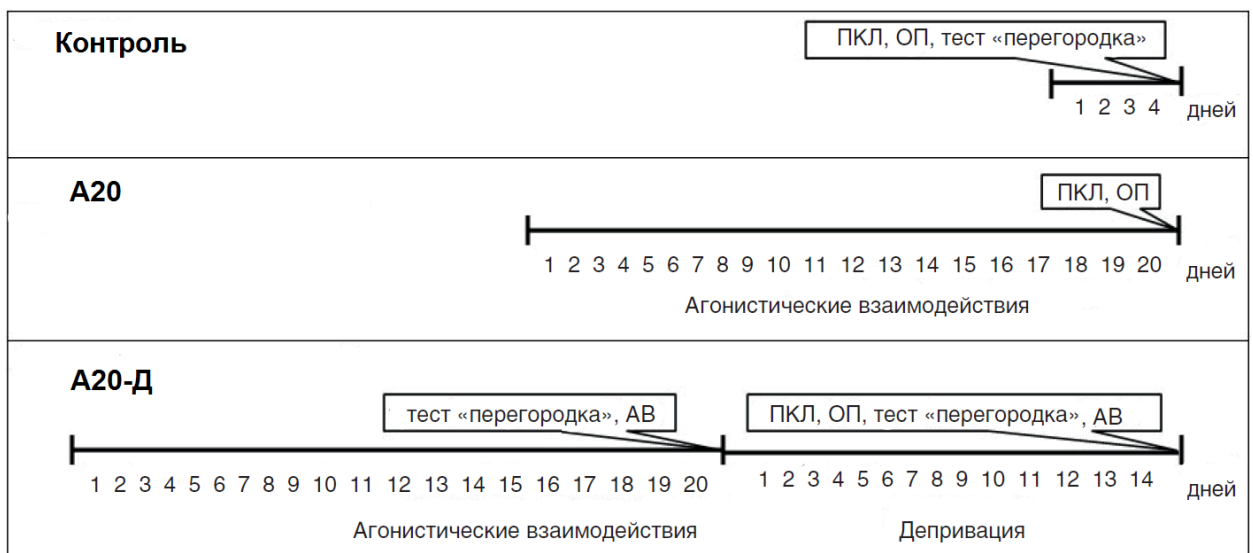 Контроль
ПКЛ, ОП, тест «перегородка»
1 2 3 4 дней
А20
ПКЛ, ОП
1 2 3 4 5 6 7 8 9 10 11 12 13 14 15 16 17 18 19 20 дней
Агонистические взаимодействия
А20-Д
тест «перегородка», АВ
ПКЛ, ОП, тест «перегородка», АВ
1 2 3 4 5 6 7 8 9 10 11 12 13 14 15 16 17 18 19 20 1 2 3 4 5 6 7 8 9 10 11 12 13 14 дней
Агонистические взаимодействия Депривация